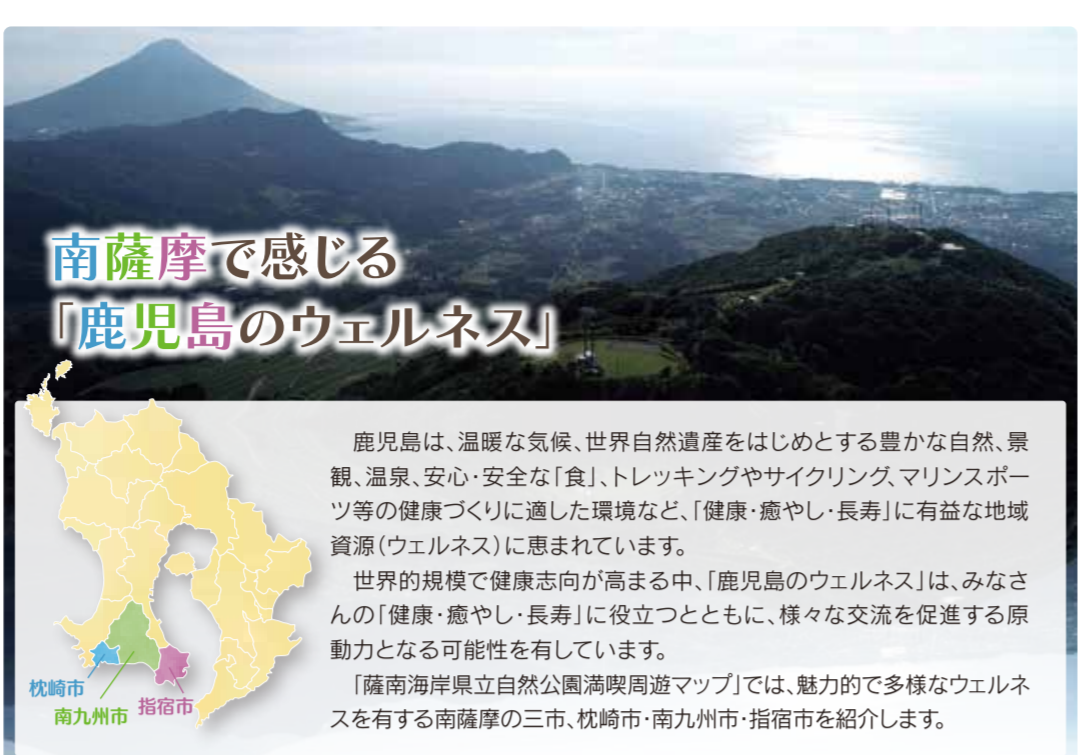 南薩摩で感じる
「鹿児島のウェルネス」
鹿児島は、温暖な気候、世界自然遺産をはじめとする豊かな自然、景
観、温泉、安心・安全な「食」、トレッキングやサイクリング、マリンスポー
ツ等の健康づくりに適した環境など、「健康・癒やし・長寿」に有益な地域
資源（ウェルネス）に恵まれています。
世界的規模で健康志向が高まる中、「鹿児島のウェルネス」は、みなさ
んの「健康・癒やし・長寿」に役立つとともに、様々な交流を促進する原
動力となる可能性を有しています。
「薩南海岸県立自然公園満喫周遊マップ」では、魅力的で多様なウェルネ
スを有する南薩摩の三市、枕崎市・南九州市・指宿市を紹介します。
枕崎市
南九州市
指宿市